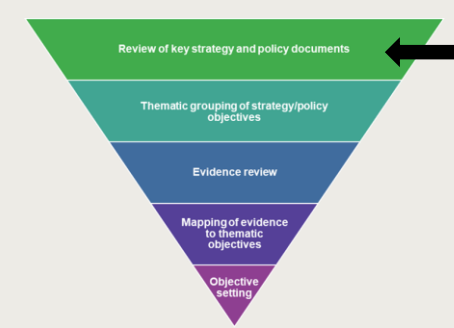 Review of key strategy and policy documents
Thematic grouping of strategy/policy
objectives
Evidence review
Mapping of evidence
to thematic
objectives
Objective
setting